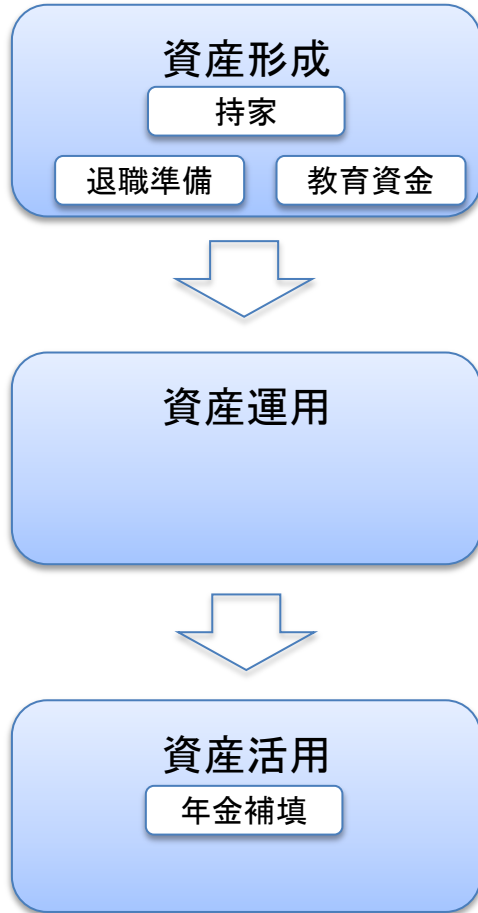 資産形成
持家
退職準備 教育資金
資産運用
資産活用
年金補填